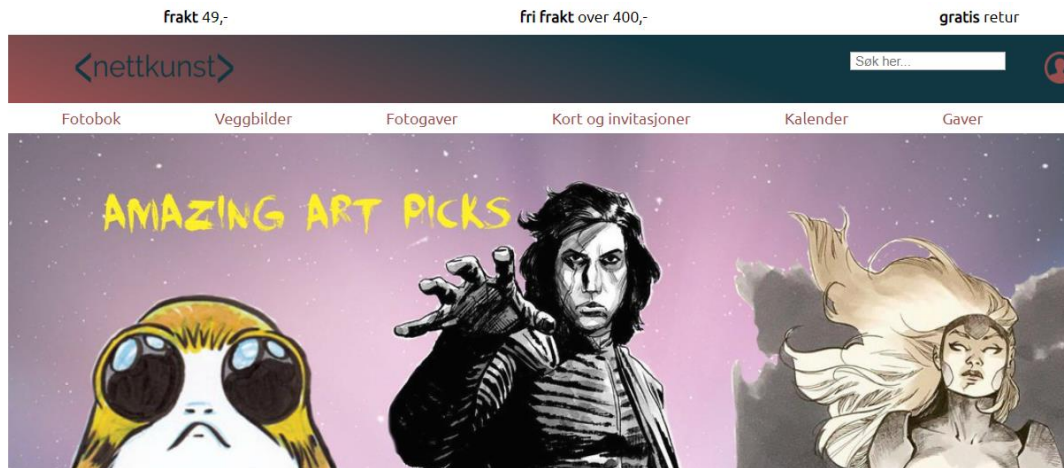 frakt 49,-
fri frakt over 400,-
gratis retur
<nettkunst>
Søk her...
Fotobok
Veggbilder
Fotogaver
Kort og invitasjoner
Kalender
Gaver
AMAZING ART PICKS